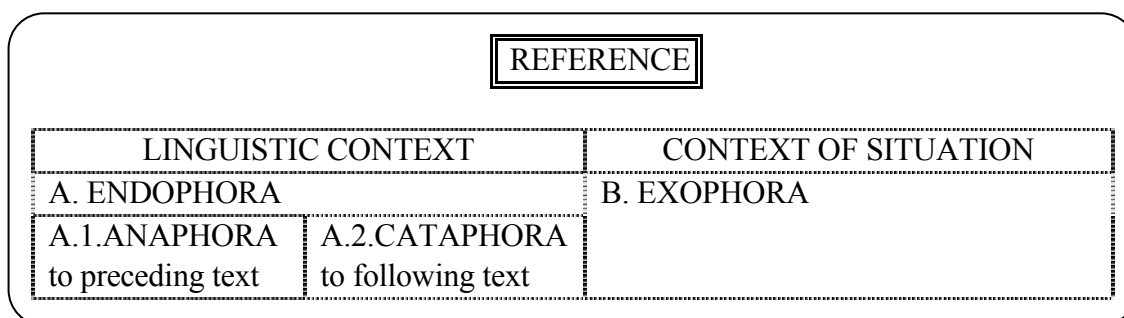 REFERENCE
LINGUISTIC CONTEXT
CONTEXT OF SITUATION
A. ENDOPHORA
B. EXOPHORA
A.1.ANAPHORA
to preceding text
A.2.CATAPHORA
to following text